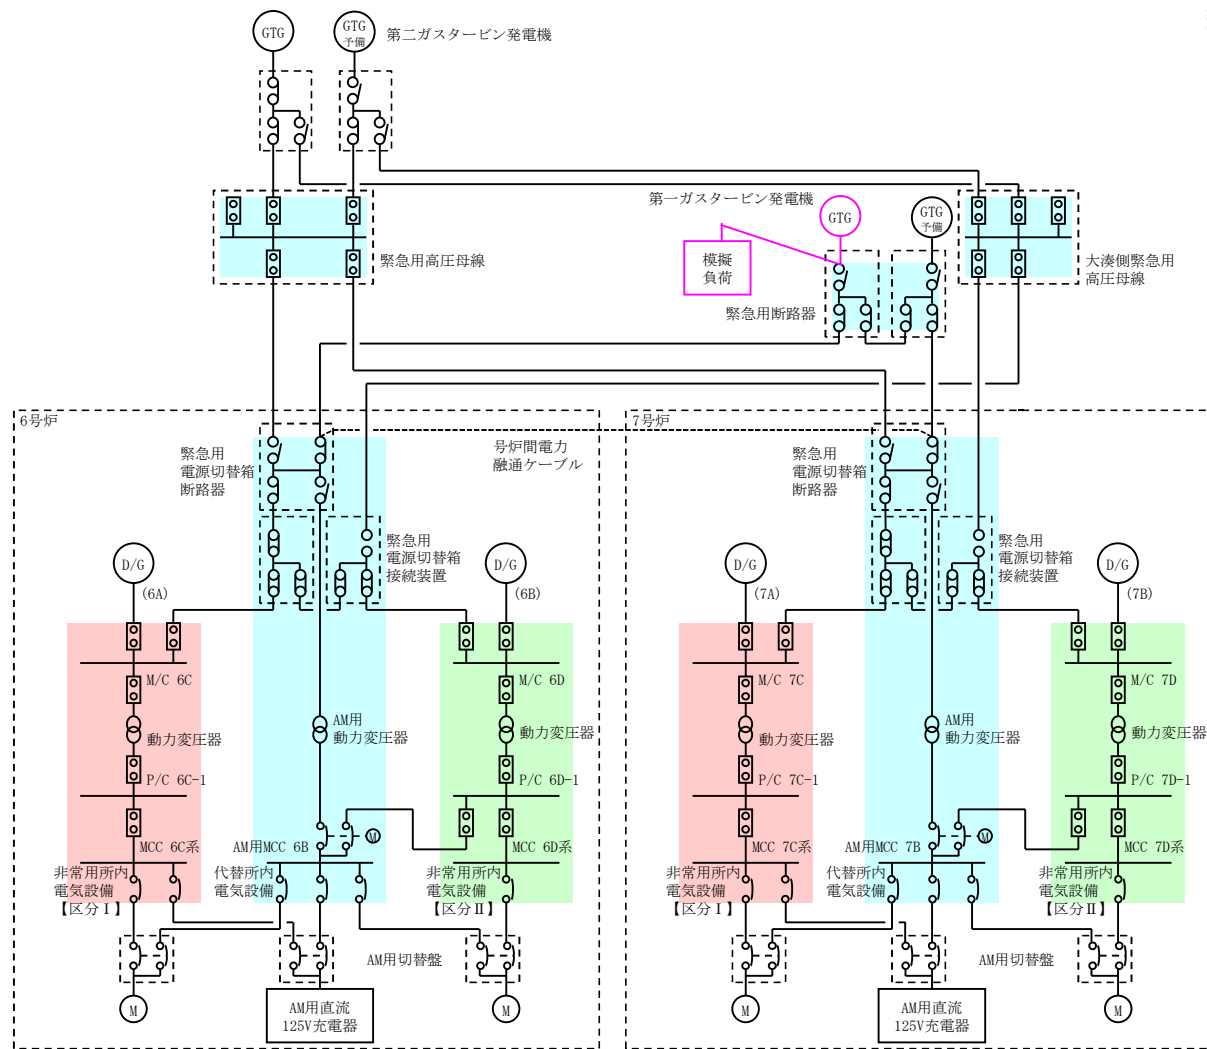 GTG
GTG
予備
第二ガスタービン発電機
第一ガスタービン発電機
GTG
GTG
予備
模擬
負荷
緊急用高圧母線
大湊側緊急用
高圧母線
緊急用断路器
6号炉
7号炉
緊急用
電源切替箱
断路器
号炉間電力
融通ケーブル
緊急用
電源切替箱
断路器
緊急用
電源切替箱
接続装置
緊急用
電源切替箱
接続装置
D/G
(6A)
D/G
(6B)
D/G
(7A)
D/G
(7B)
M/C 6C
M/C 6D
M/C 7C
M/C 7D
動力変圧器
AM用
動力変圧器
動力変圧器
動力変圧器
AM用
動力変圧器
動力変圧器
P/C 6C-1
P/C 6D-1
P/C 7C-1
P/C 7D-1
M
M
MCC 6C系
AM用MCC 6B
MCC 6D系
MCC 7C系
AM用MCC 7B
MCC 7D系
非常用所内
電気設備
【区分Ⅰ】
代替所内
電気設備
非常用所内
電気設備
【区分Ⅱ】
非常用所内
電気設備
【区分Ⅰ】
代替所内
電気設備
非常用所内
電気設備
【区分Ⅱ】
AM用切替盤
AM用切替盤
M
AM用直流
125V充電器
M
M
AM用直流
125V充電器
M